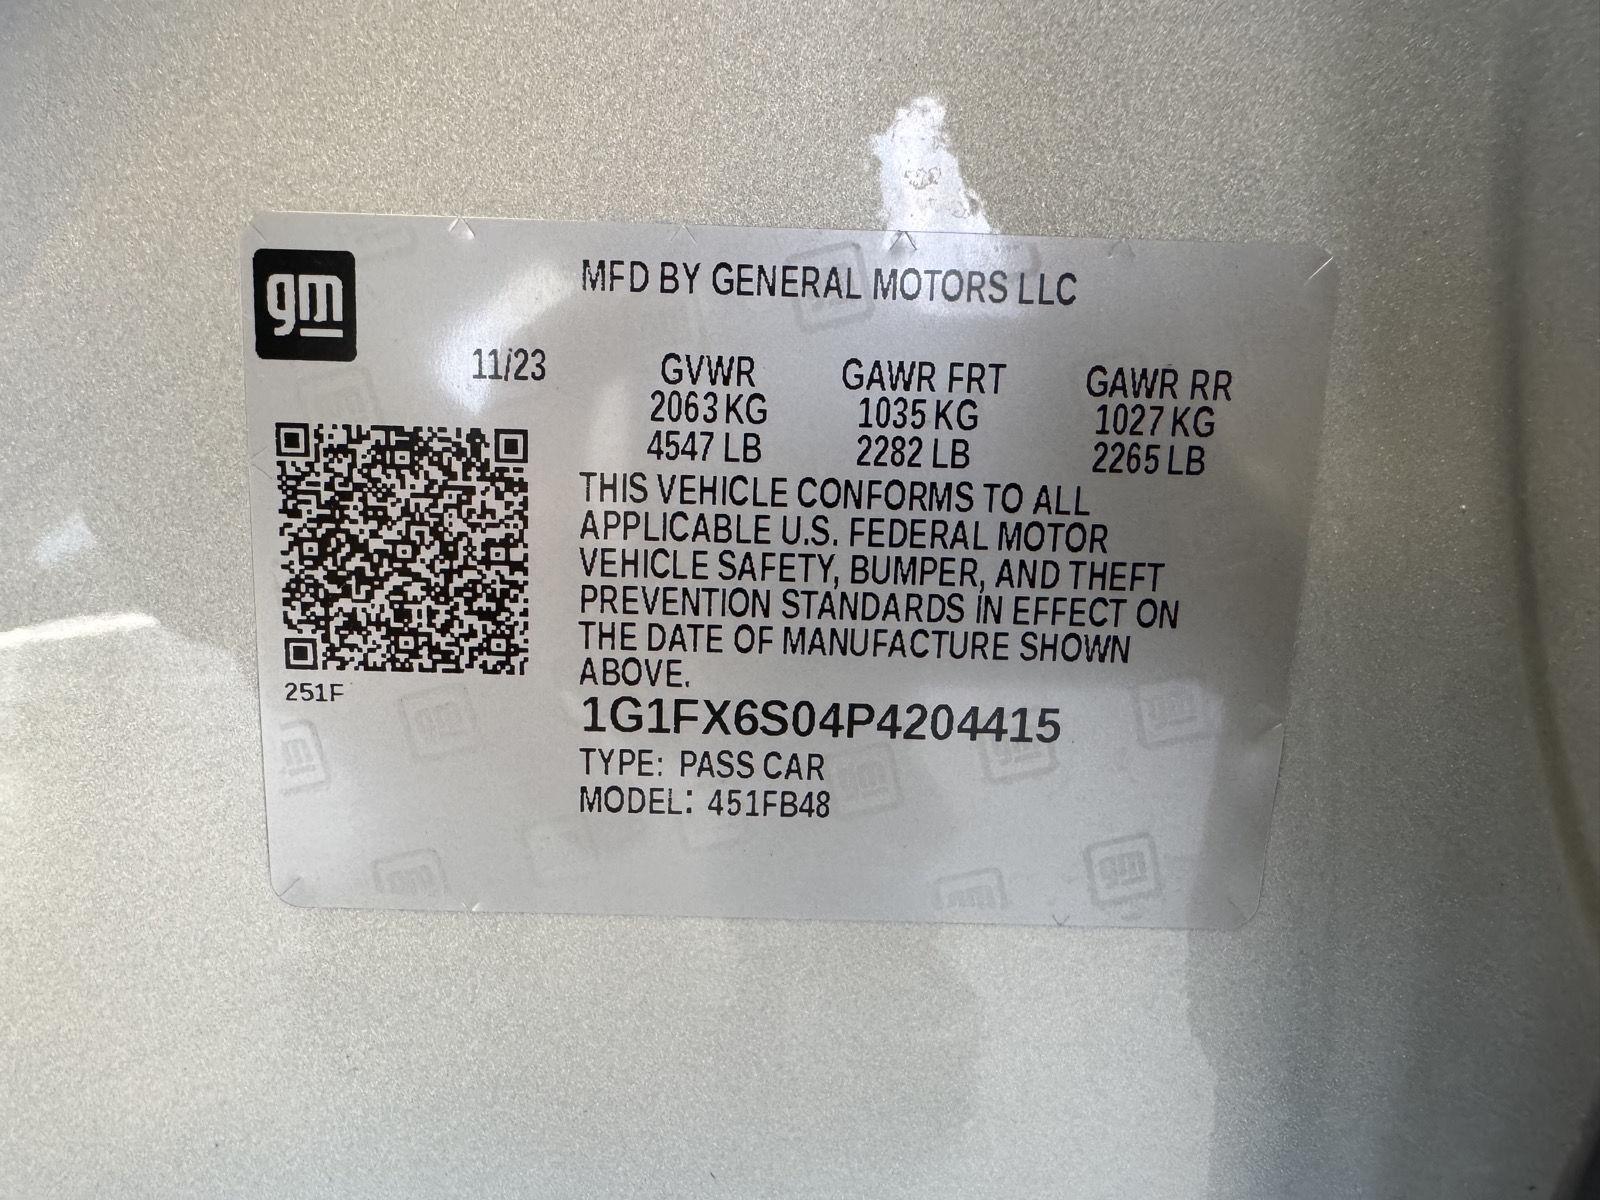 gm
MFD BY GENERAL MOTORS LLC
11/23 GVWR GAWR FRT GAWR RR
2063 KG 1035 KG 1027 KG
4547 LB 2282 LB 2265 LB
THIS VEHICLE CONFORMS TO ALL
APPLICABLE U.S. FEDERAL MOTOR
VEHICLE SAFETY, BUMPER, AND THEFT
PREVENTION STANDARDS IN EFFECT ON
THE DATE OF MANUFACTURE SHOWN
ABOVE.
251F
1G1FX6S04P4204415
TYPE: PASS CAR
MODEL: 451FB48